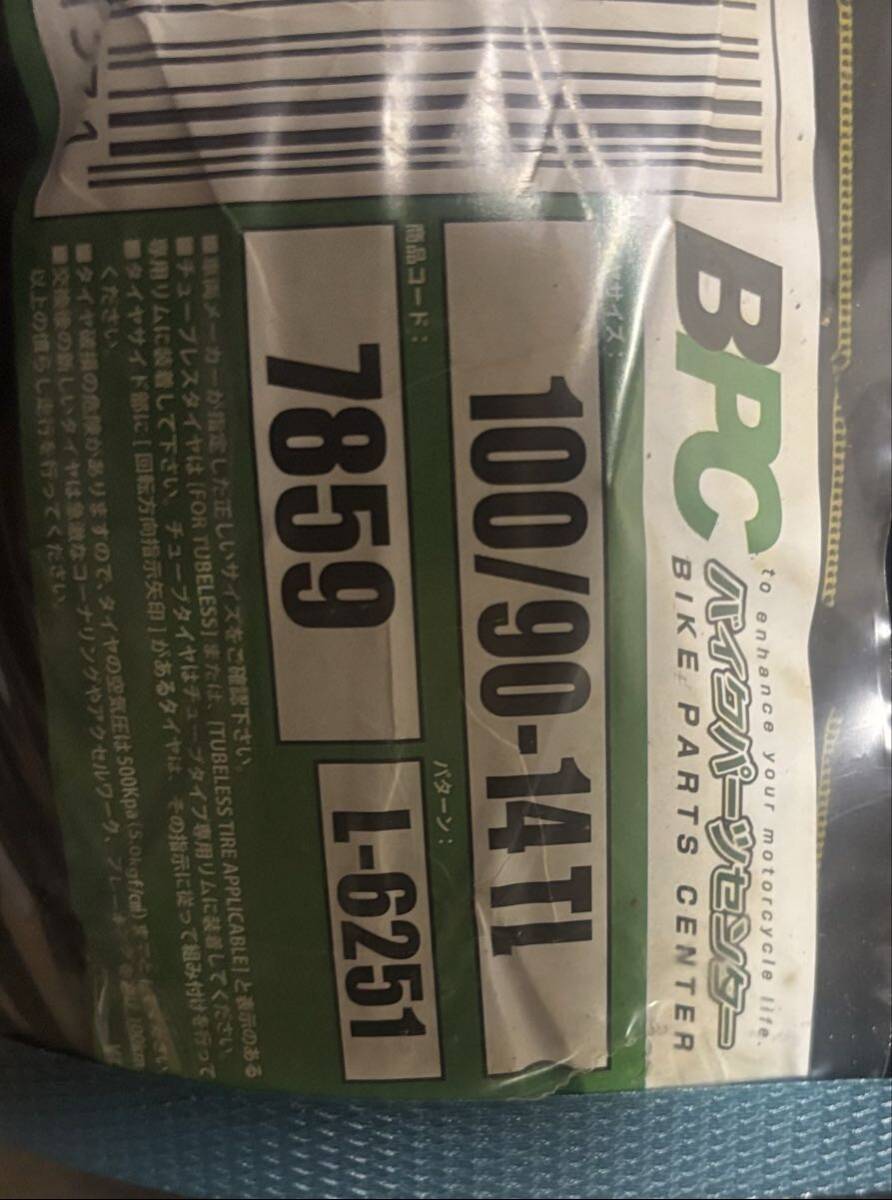 BPC
to enhance your motorcycle life.
バイクパーツセンター
BIKE PARTS CENTER
サイズ：
100/90-14 TL
商品コード：
7859
パターン：
L-6251
■車両メーカーが指定した正しいサイズをご確認下さい。
■チューブレスタイヤは [FOR TUBELESS] または、[TUBELESS TIRE APPLICABLE] と表示のある
専用リムに装着して下さい。チューブタイヤはチューブタイプ専用リムに装着してください。
■タイヤサイド部に [回転方向指示矢印] があるタイヤは、その指示に従って組み付けを行って
ください。
■タイヤ破損の危険がありますので、タイヤの空気圧は500Kpa (5.0kgf/c㎡)
■交換後の新しいタイヤは急激なコーナリングやアクセルワーク、ブレーキ
以上の慣らし走行を行ってください。